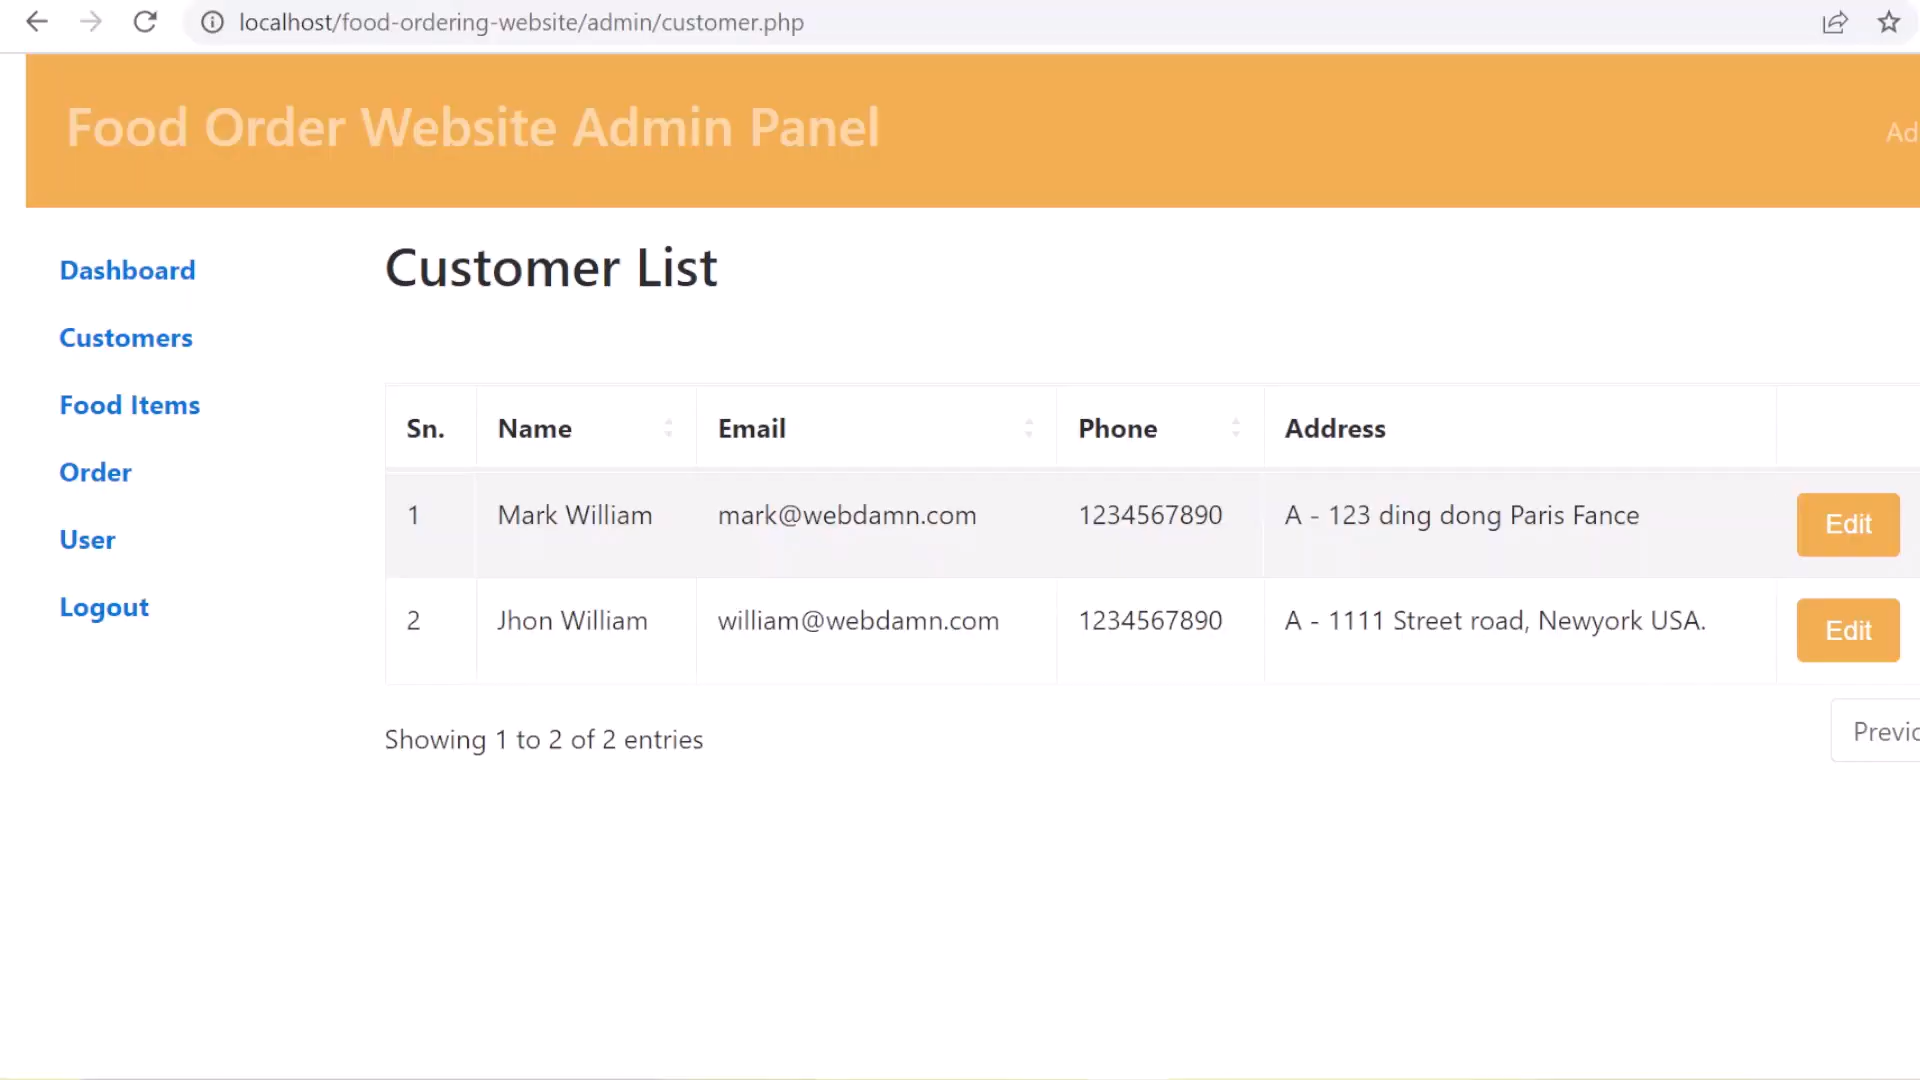 localhost/food-ordering-website/admin/customer.php
Food Order Website Admin Panel
Ad
Dashboard
Customers
Food Items
Order
User
Logout
Customer List
Sn. Name Email Phone Address
1 Mark William mark@webdamn.com 1234567890 A - 123 ding dong Paris Fance Edit
2 Jhon William william@webdamn.com 1234567890 A - 1111 Street road, Newyork USA. Edit
Showing 1 to 2 of 2 entries
Previo